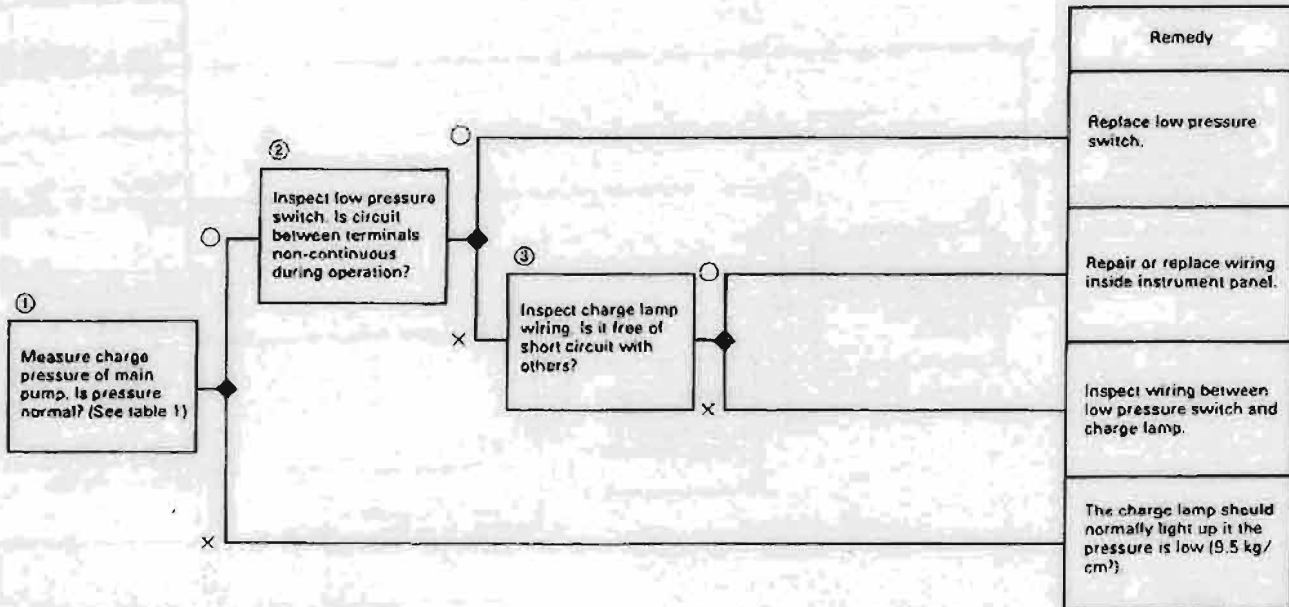 Remedy
Replace low pressure
switch.
○
②
Inspect low pressure
switch. Is circuit
between terminals
non-continuous
during operation?
○
③
○
Repair or replace wiring
inside instrument panel.
Inspect charge lamp
wiring. Is it free of
short circuit with
others?
①
×
Measure charge
pressure of main
pump. Is pressure
normal? (See table 1)
×
Inspect wiring between
low pressure switch and
charge lamp.
×
The charge lamp should
normally light up it the
pressure is low (9.5 kg/
cm²)